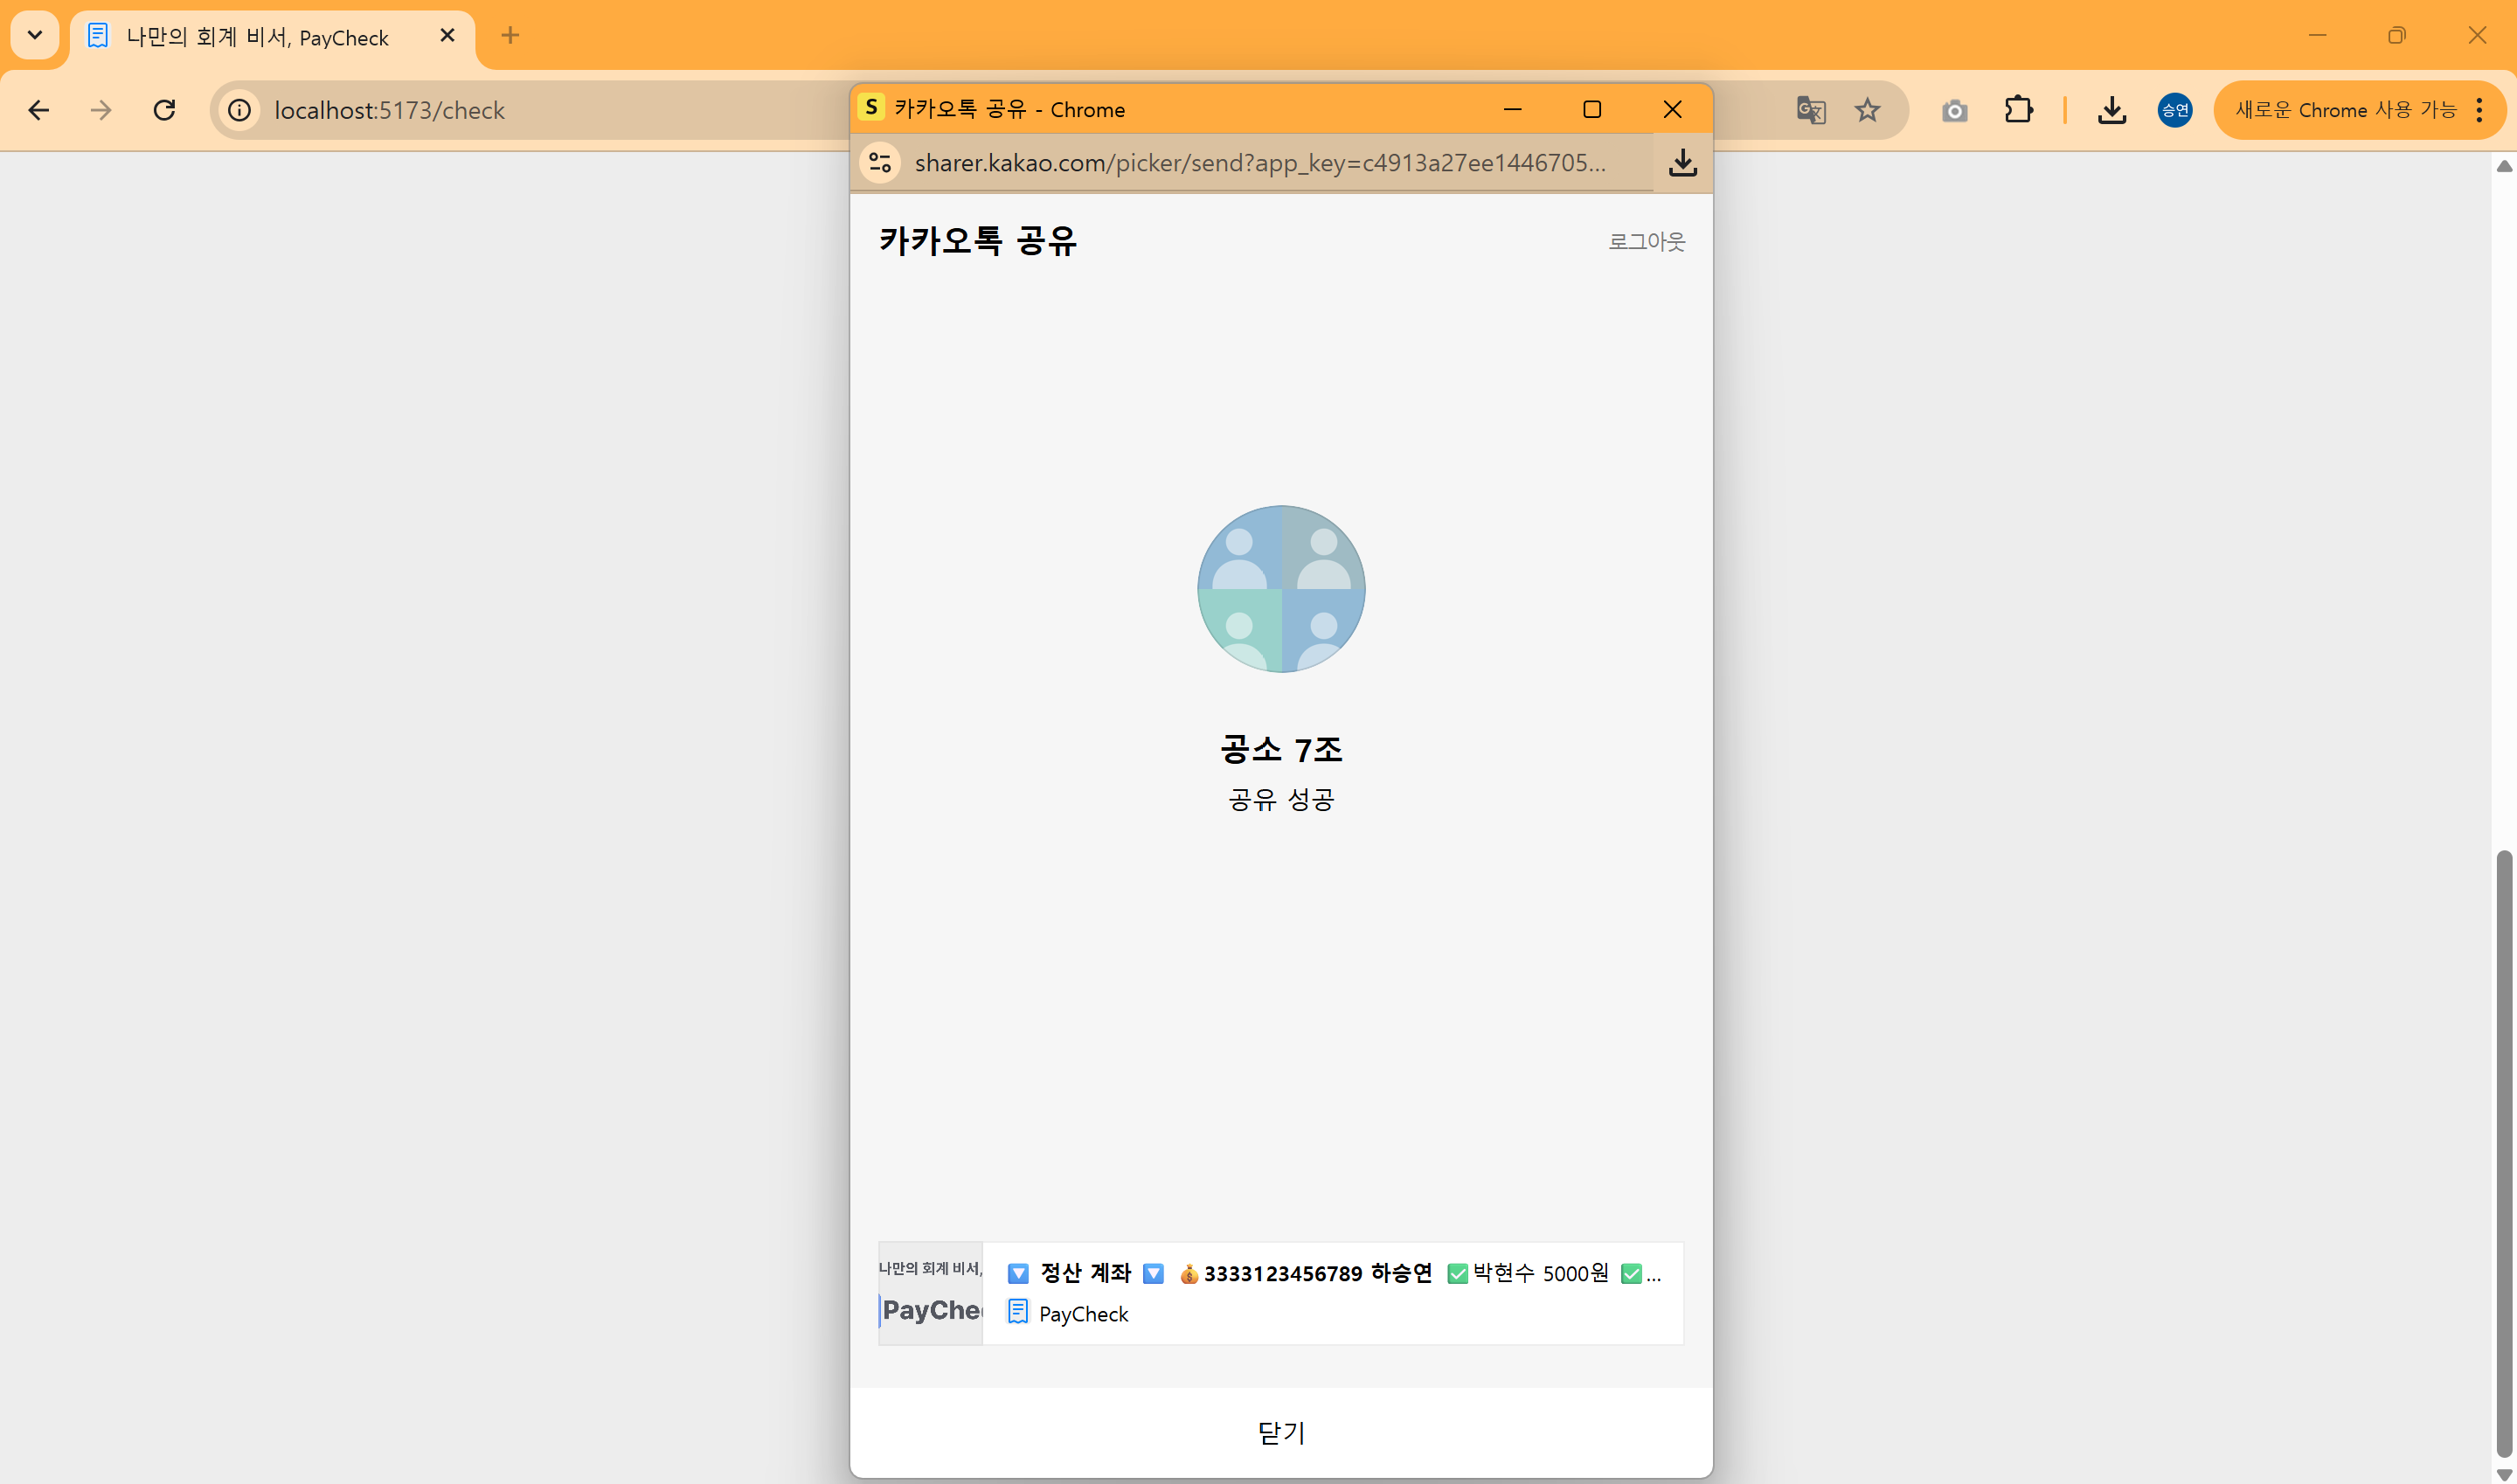 나만의 회계 비서, PayCheck
localhost:5173/check
승연
새로운 Chrome 사용 가능
S 카카오톡 공유 - Chrome
sharer.kakao.com/picker/send?app_key=c4913a27ee1446705...
카카오톡 공유
로그아웃
공소 7조
공유 성공
나만의 회계 비서,
PayChe
🔽 정산 계좌 🔽 💰3333123456789 하승연 ✅박현수 5000원 ✅...
PayCheck
닫기